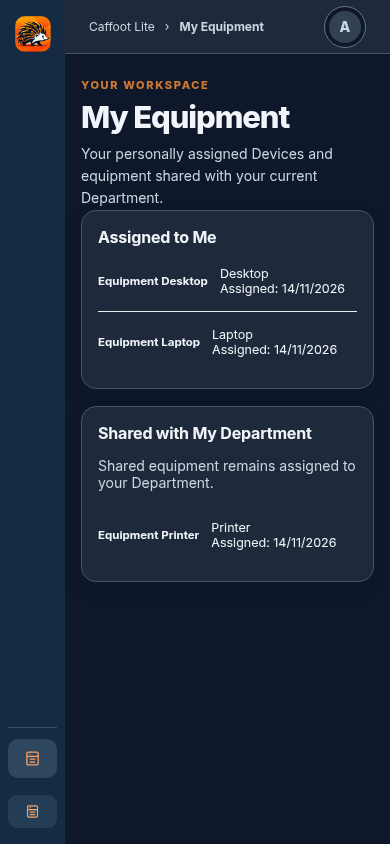 Caffoot Lite › My Equipment A
YOUR WORKSPACE
My Equipment
Your personally assigned Devices and
equipment shared with your current
Department.
Assigned to Me
Equipment Desktop
Desktop
Assigned: 14/11/2026
Equipment Laptop
Laptop
Assigned: 14/11/2026
Shared with My Department
Shared equipment remains assigned to
your Department.
Equipment Printer
Printer
Assigned: 14/11/2026